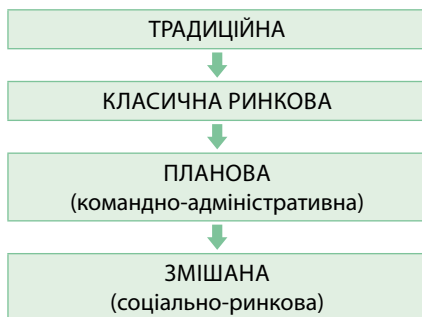 ТРАДИЦІЙНА
КЛАСИЧНА РИНКОВА
ПЛАНОВА
(командно-адміністративна)
ЗМІШАНА
(соціально-ринкова)